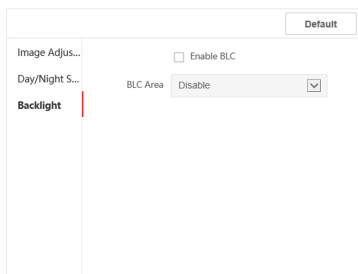 Default
Image Adjus...
Enable BLC
Day/Night S...
BLC Area Disable
Backlight